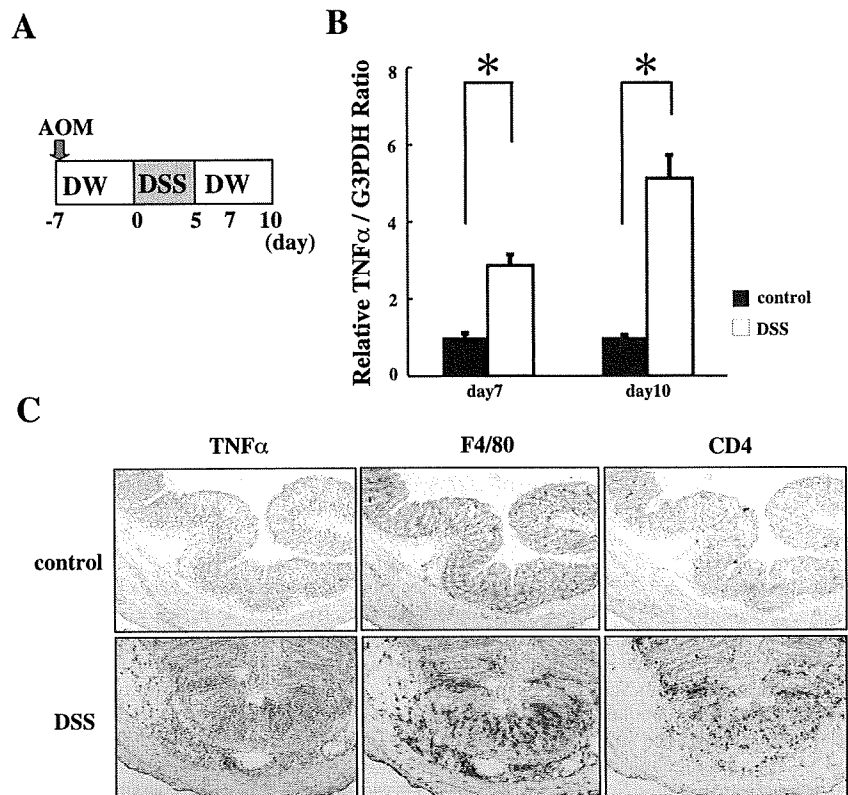 A
AOM
DW DSS DW
-7 0 5 7 10
(day)
B
Relative TNFα / G3PDH Ratio
8
6
4
2
0
* *
day7 day10
control
DSS
C
TNFα F4/80 CD4
control
DSS